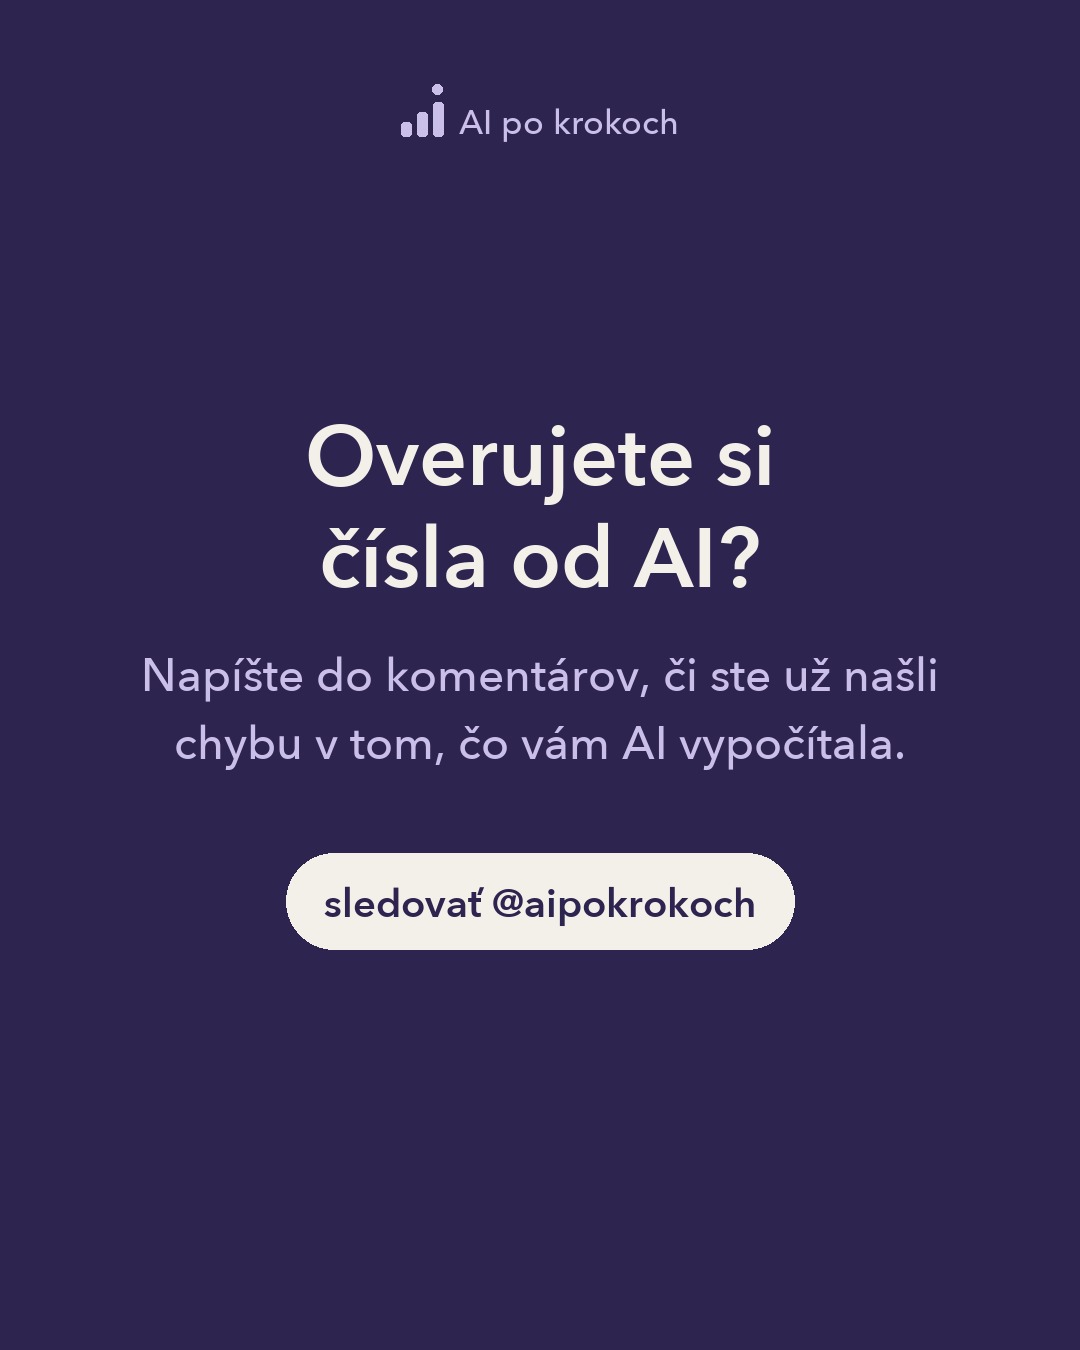 AI po krokoch
Overujete si
čísla od AI?
Napíšte do komentárov, či ste už našli
chybu v tom, čo vám AI vypočítala.
sledovať @aipokrokoch